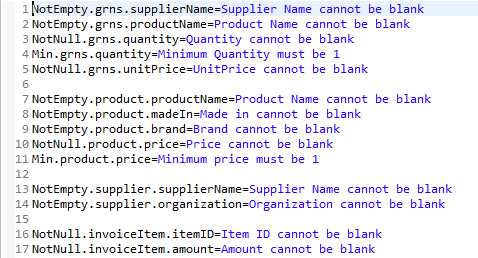 1 NotEmpty.grns.supplierName=Supplier Name cannot be blank
2 NotEmpty.grns.productName=Product Name cannot be blank
3 NotNull.grns.quantity=Quantity cannot be blank
4 Min.grns.quantity=Minimum Quantity must be 1
5 NotNull.grns.unitPrice=UnitPrice cannot be blank
6
7 NotEmpty.product.productName=Product Name cannot be blank
8 NotEmpty.product.madeIn=Made in cannot be blank
9 NotEmpty.product.brand=Brand cannot be blank
10 NotNull.product.price=Price cannot be blank
11 Min.product.price=Minimum price must be 1
12
13 NotEmpty.supplier.supplierName=Supplier Name cannot be blank
14 NotEmpty.supplier.organization=Organization cannot be blank
15
16 NotNull.invoiceItem.itemID=Item ID cannot be blank
17 NotNull.invoiceItem.amount=Amount cannot be blank